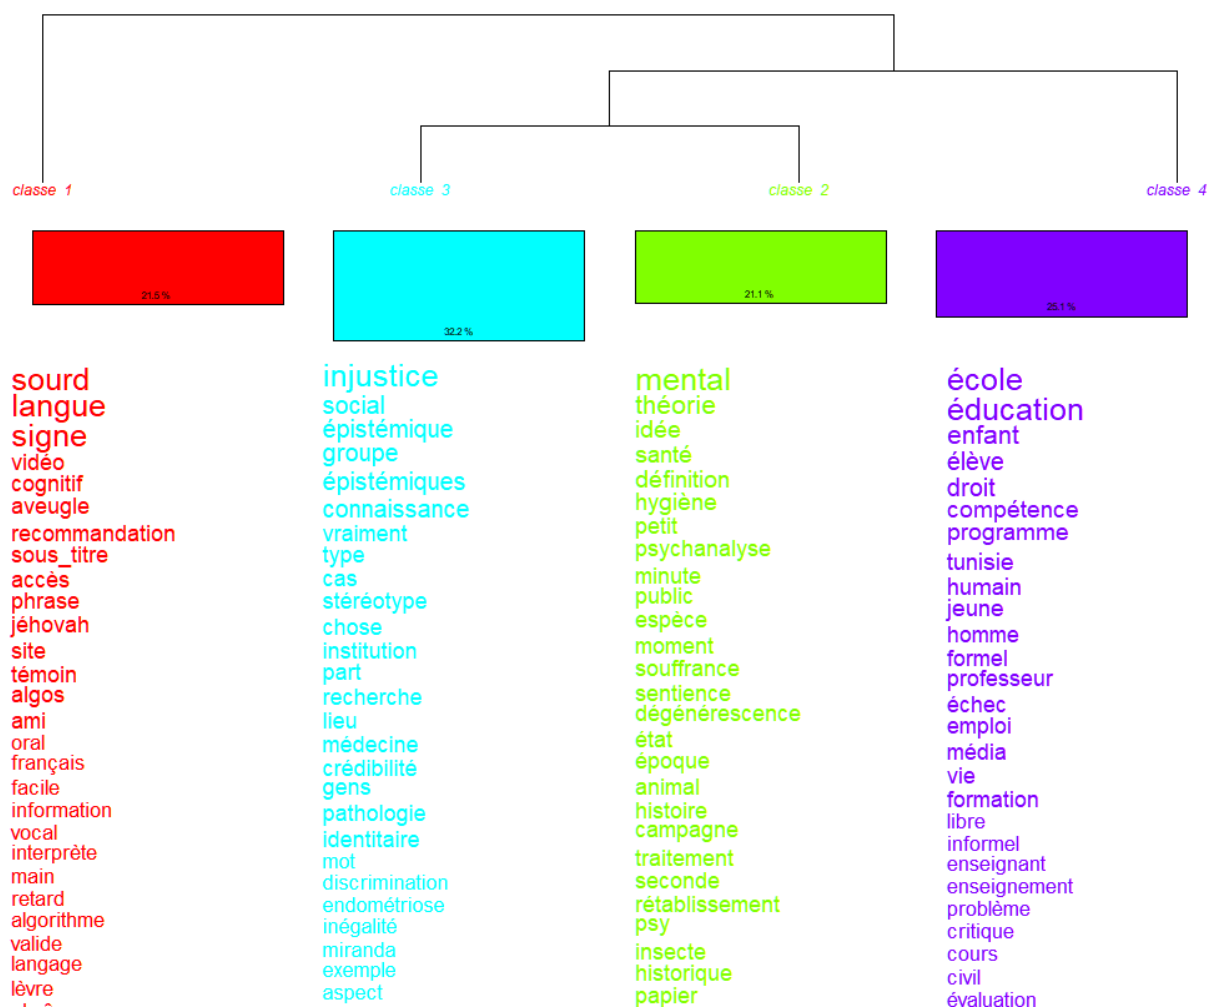 classe 1
classe 3
classe 2
classe 4
21.5 %
32.2 %
21.1 %
25.1 %
sourd
langue
signe
vidéo
cognitif
aveugle
recommandation
sous_titre
accès
phrase
jéhovah
site
témoin
algos
ami
oral
français
facile
information
vocal
interprète
main
retard
algorithme
valide
langage
lèvre
injustice
social
épistémique
groupe
épistémiques
connaissance
vraiment
type
cas
stéréotype
chose
institution
part
recherche
lieu
médecine
crédibilité
gens
pathologie
identitaire
mot
discrimination
endométriose
inégalité
miranda
exemple
aspect
mental
théorie
idée
santé
définition
hygiène
petit
psychanalyse
minute
public
espèce
moment
souffrance
sentience
dégénérescence
état
époque
animal
histoire
campagne
traitement
seconde
rétablissement
psy
insecte
historique
papier
école
éducation
enfant
élève
droit
compétence
programme
tunisie
humain
jeune
homme
formel
professeur
échec
emploi
média
vie
formation
libre
informel
enseignant
enseignement
problème
critique
cours
civil
évaluation